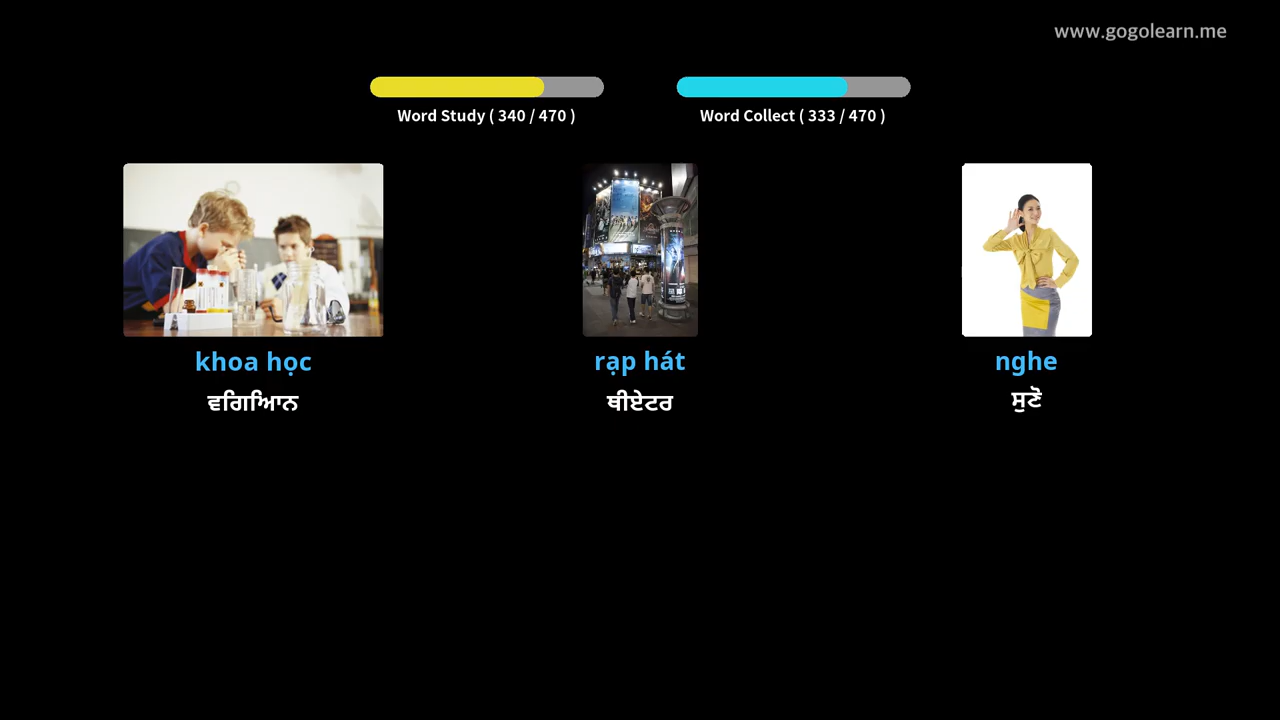 www.gogolearn.me
Word Study ( 340 / 470 )
Word Collect ( 333 / 470 )
khoa học
rạp hát
nghe
ਵਗਿਆਿਨ
ਥੀਏਟਰ
ਸੁਣੋ